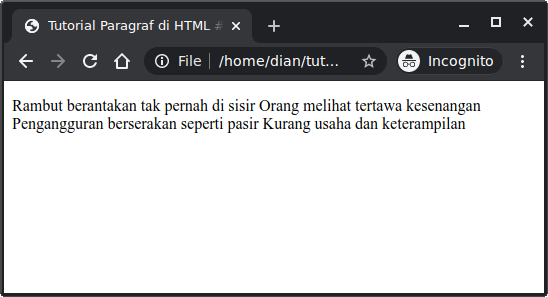 Tutorial Paragraf di HTML #
File | /home/dian/tut...
Incognito
Rambut berantakan tak pernah di sisir Orang melihat tertawa kesenangan
Pengangguran berserakan seperti pasir Kurang usaha dan keterampilan